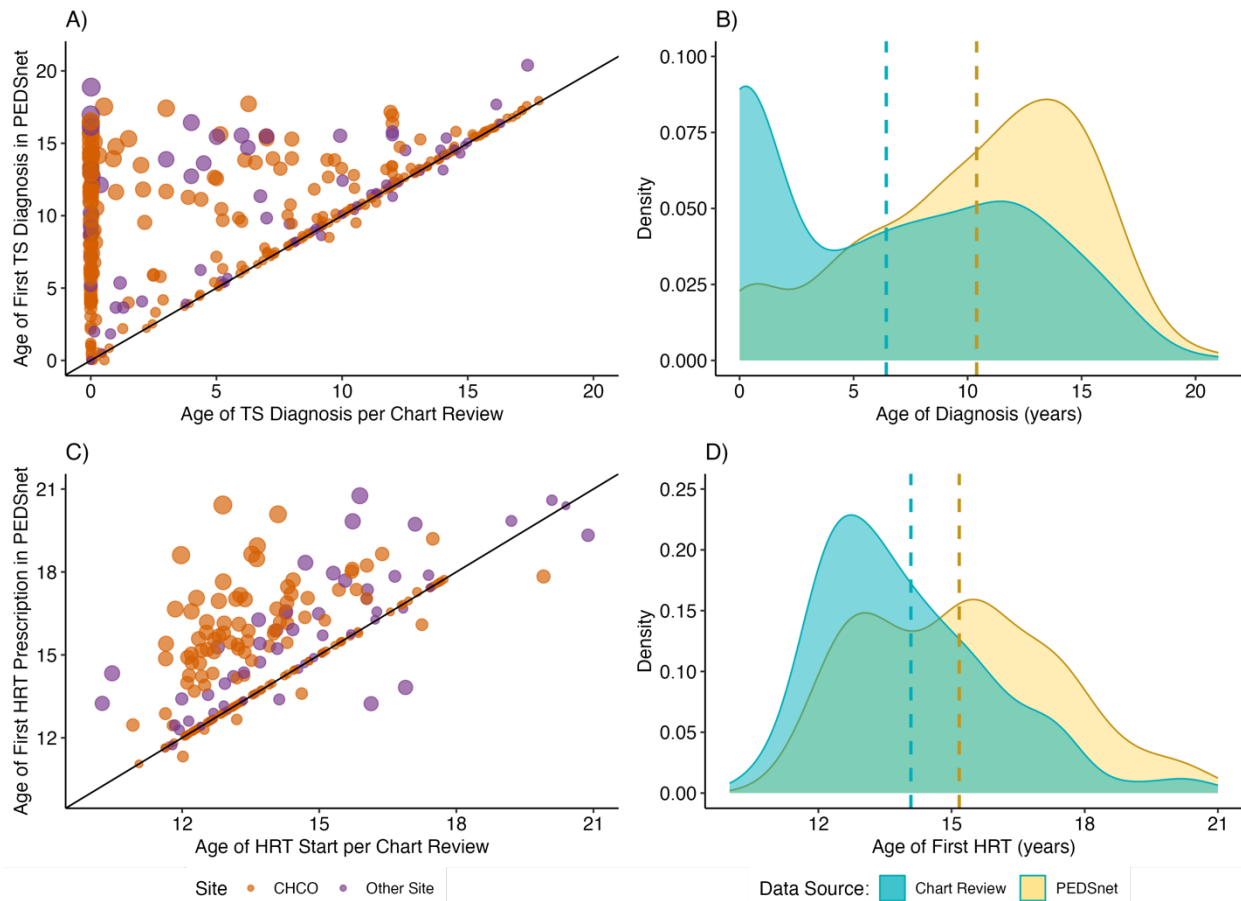 A)
Age of First TS Diagnosis in PEDSnet
20
15
10
5
0
0 5 10 15 20
Age of TS Diagnosis per Chart Review
B)
Density
0.100
0.075
0.050
0.025
0.000
0 5 10 15 20
Age of Diagnosis (years)
C)
Age of First HRT Prescription in PEDSnet
21
18
15
12
12 15 18 21
Age of HRT Start per Chart Review
D)
Density
0.25
0.20
0.15
0.10
0.05
0.00
12 15 18 21
Age of First HRT (years)
Site CHCO Other Site
Data Source: Chart Review PEDSnet